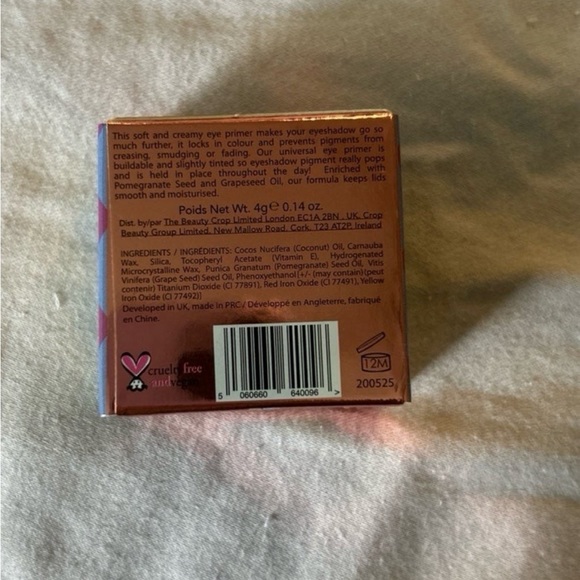 This soft and creamy eye primer makes your eyeshadow go so
much further, it locks in colour and prevents pigments from
creasing, smudging or fading. Our universal eye primer is
buildable and slightly tinted so eyeshadow pigment really pops
and is held in place throughout the day! Enriched with
Pomegranate Seed and Grapeseed Oil, our formula keeps lids
smooth and moisturised.
Poids Net Wt. 4g℮ 0.14 oz.
Dist. by/par The Beauty Crop Limited London EC1A 2BN , UK. Crop
Beauty Group Limited, New Mallow Road, Cork, T23 AT2P, Ireland
INGREDIENTS / INGRÉDIENTS: Cocos Nucifera (Coconut) Oil, Carnauba
Wax, Silica, Tocopheryl Acetate (Vitamin E), Hydrogenated
Microcrystalline Wax, Punica Granatum (Pomegranate) Seed Oil, Vitis
Vinifera (Grape Seed) Seed Oil, Phenoxyethanol [+/- (may contain) (peut
contenir) Titanium Dioxide (CI 77891), Red Iron Oxide (CI 77491), Yellow
Iron Oxide (CI 77492)]
Developed in UK, made in PRC / Développé en Angleterre, fabriqué
en Chine.
cruelty free
and vegan
5 060660 640096 >
12M
200525